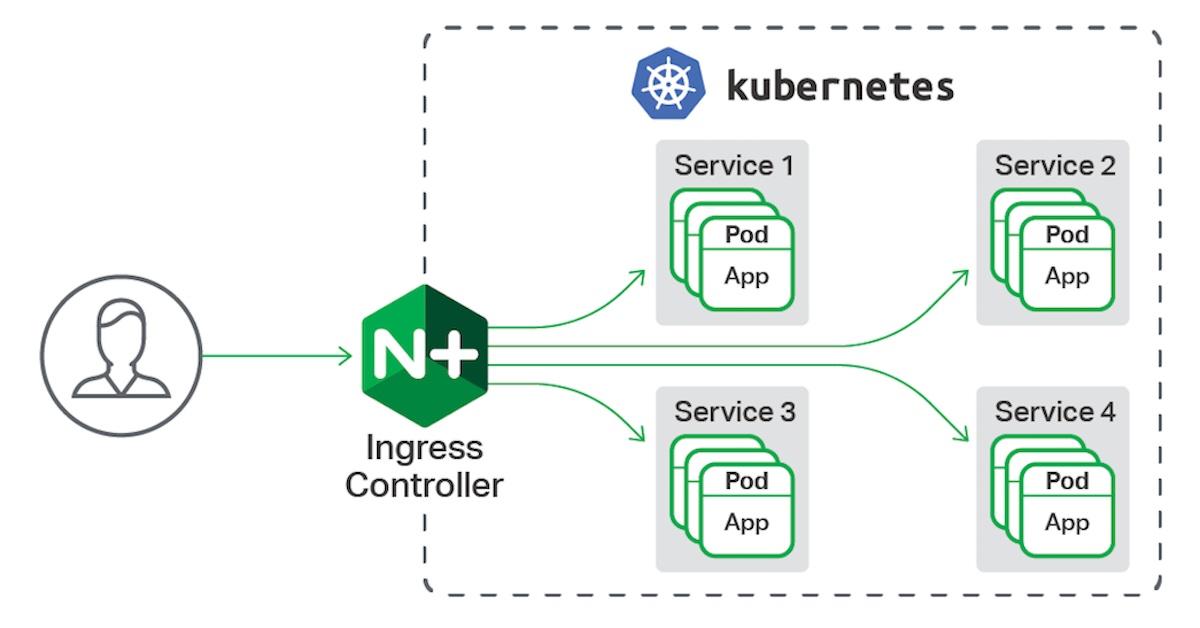 kubernetes
Service 1
Pod
App
Service 2
Pod
App
N+
Ingress
Controller
Service 3
Pod
App
Service 4
Pod
App